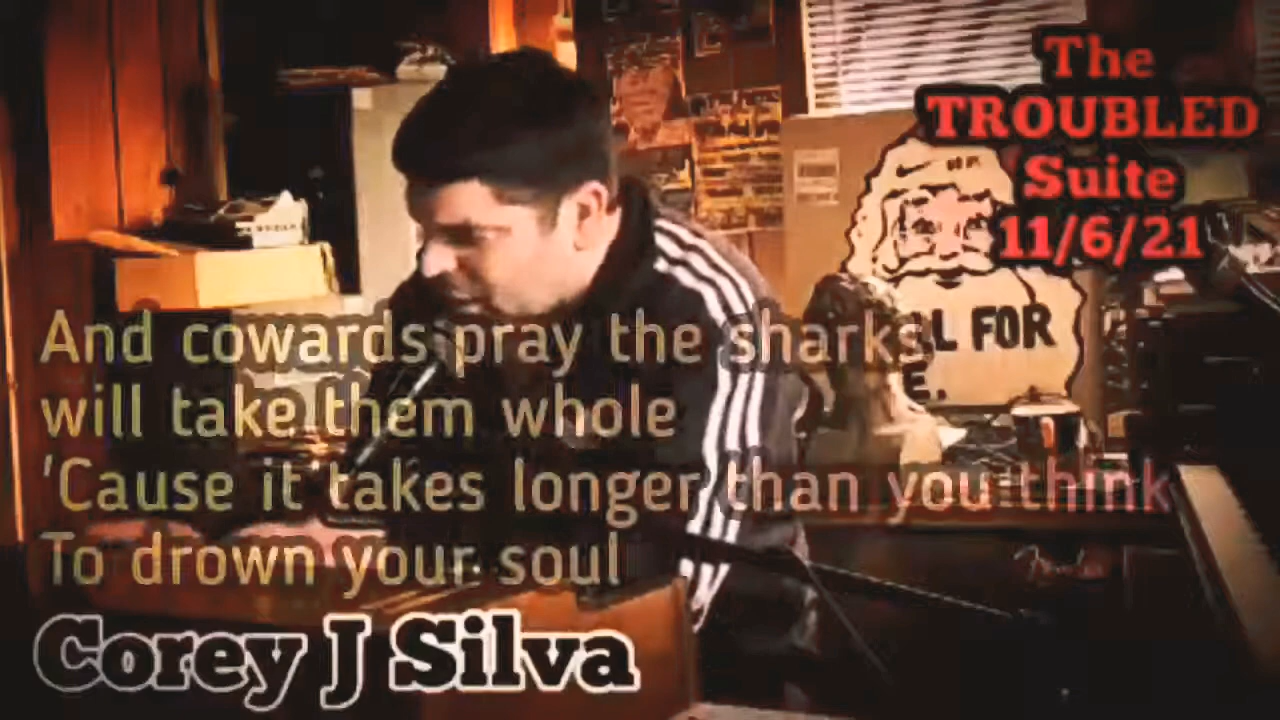 The
TROUBLED
Suite
11/6/21
L FOR
E.
And cowards pray the sharks
will take them whole
'Cause it takes longer than you think
To drown your soul
Corey J Silva